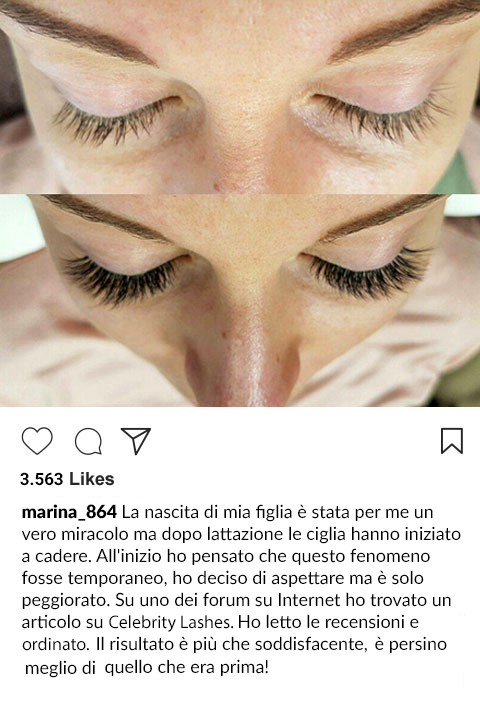 3.563 Likes
marina_864 La nascita di mia figlia è stata per me un
vero miracolo ma dopo lattazione le ciglia hanno iniziato
a cadere. All'inizio ho pensato che questo fenomeno
fosse temporaneo, ho deciso di aspettare ma è solo
peggiorato. Su uno dei forum su Internet ho trovato un
articolo su Celebrity Lashes. Ho letto le recensioni e
ordinato. Il risultato è più che soddisfacente, è persino
meglio di quello che era prima!